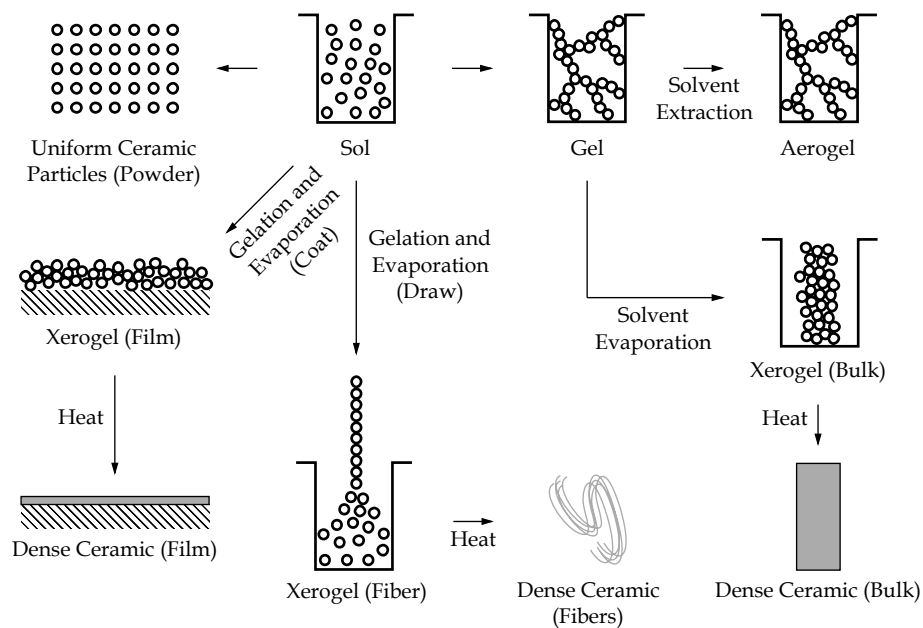 Solvent
Extraction
Uniform Ceramic
Particles (Powder)
Sol
Gel
Aerogel
Gelation and
Evaporation
(Coat)
Gelation and
Evaporation
(Draw)
Solvent
Evaporation
Xerogel (Film)
Xerogel (Bulk)
Heat
Heat
Dense Ceramic (Film)
Heat
Xerogel (Fiber)
Dense Ceramic
(Fibers)
Dense Ceramic (Bulk)